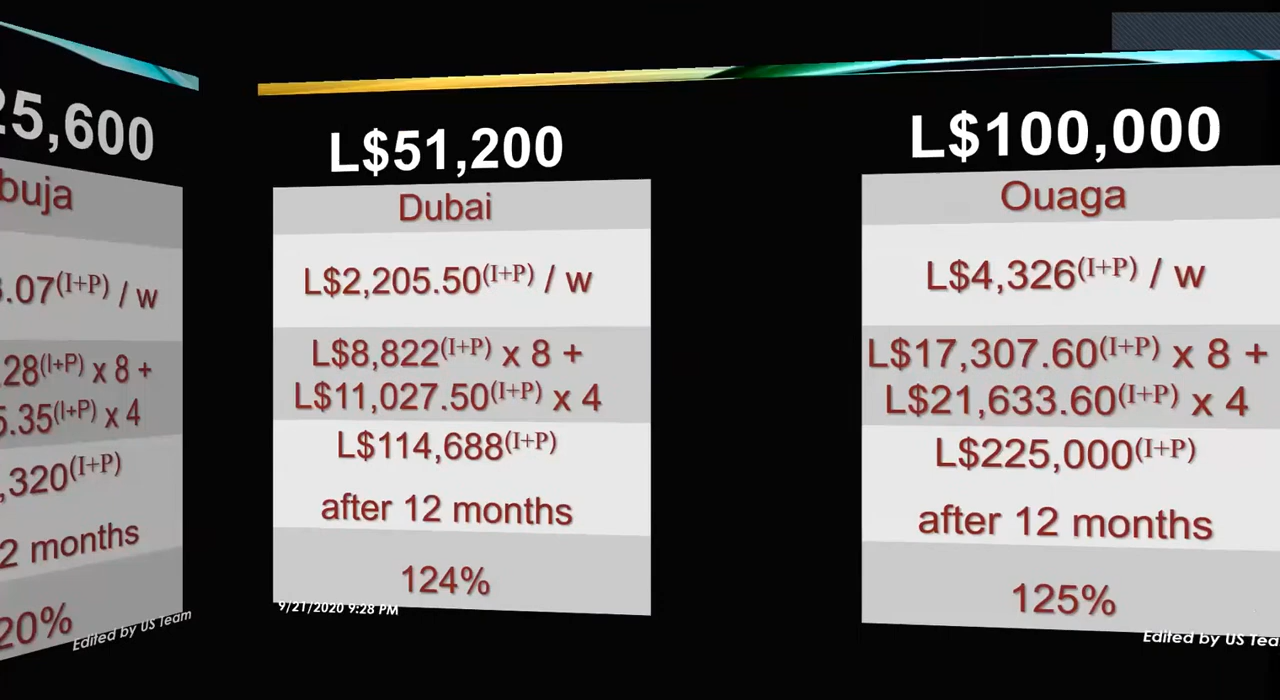 25,600
buja
.07(I+P) / w
.28(I+P) x 8 +
5.35(I+P) x 4
,320(I+P)
2 months
20%
Edited by US Team
L$51,200
Dubai
L$2,205.50(I+P) / w
L$8,822(I+P) x 8 +
L$11,027.50(I+P) x 4
L$114,688(I+P)
after 12 months
124%
9/21/2020 9:28 PM
L$100,000
Ouaga
L$4,326(I+P) / w
L$17,307.60(I+P) x 8 +
L$21,633.60(I+P) x 4
L$225,000(I+P)
after 12 months
125%
Edited by US Tea